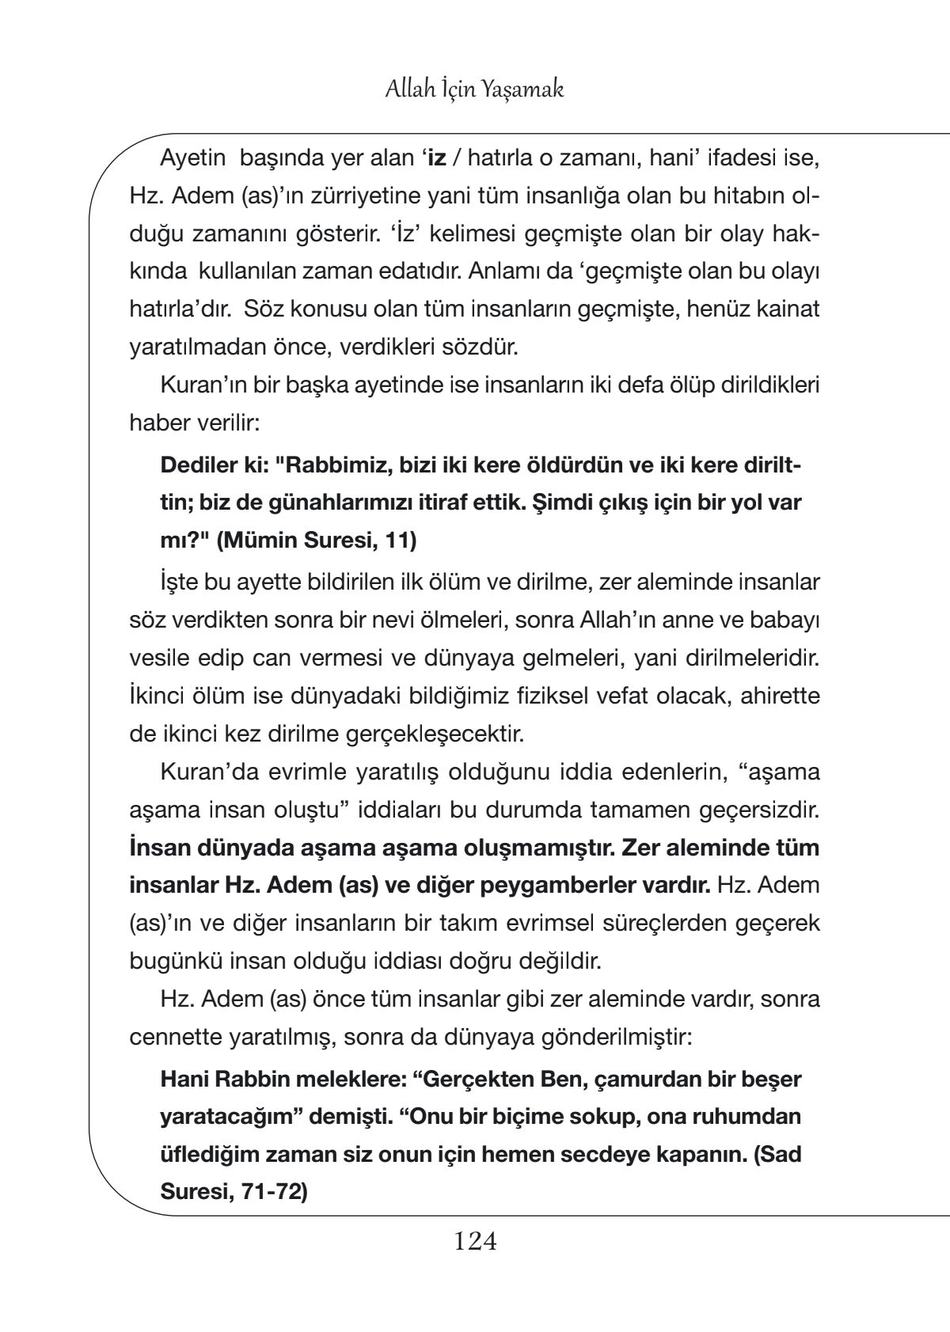 Allah İçin Yaşamak
Ayetin  başında yer alan ‘iz / hatırla o zamanı, hani’ ifadesi ise,
Hz. Adem (as)’ın zürriyetine yani tüm insanlığa olan bu hitabın ol-
duğu zamanını gösterir. ‘İz’ kelimesi geçmişte olan bir olay hak-
kında  kullanılan zaman edatıdır. Anlamı da ‘geçmişte olan bu olayı
hatırla’dır.  Söz konusu olan tüm insanların geçmişte, henüz kainat
yaratılmadan önce, verdikleri sözdür.
Kuran’ın bir başka ayetinde ise insanların iki defa ölüp dirildikleri
haber verilir:
Dediler ki: "Rabbimiz, bizi iki kere öldürdün ve iki kere dirilt-
tin; biz de günahlarımızı itiraf ettik. Şimdi çıkış için bir yol var
mı?" (Mümin Suresi, 11)
İşte bu ayette bildirilen ilk ölüm ve dirilme, zer aleminde insanlar
söz verdikten sonra bir nevi ölmeleri, sonra Allah’ın anne ve babayı
vesile edip can vermesi ve dünyaya gelmeleri, yani dirilmeleridir.
İkinci ölüm ise dünyadaki bildiğimiz fiziksel vefat olacak, ahirette
de ikinci kez dirilme gerçekleşecektir.
Kuran’da evrimle yaratılış olduğunu iddia edenlerin, “aşama
aşama insan oluştu” iddiaları bu durumda tamamen geçersizdir.
İnsan dünyada aşama aşama oluşmamıştır. Zer aleminde tüm
insanlar Hz. Adem (as) ve diğer peygamberler vardır. Hz. Adem
(as)’ın ve diğer insanların bir takım evrimsel süreçlerden geçerek
bugünkü insan olduğu iddiası doğru değildir.
Hz. Adem (as) önce tüm insanlar gibi zer aleminde vardır, sonra
cennette yaratılmış, sonra da dünyaya gönderilmiştir:
Hani Rabbin meleklere: “Gerçekten Ben, çamurdan bir beşer
yaratacağım” demişti. “Onu bir biçime sokup, ona ruhumdan
üflediğim zaman siz onun için hemen secdeye kapanın. (Sad
Suresi, 71-72)
124